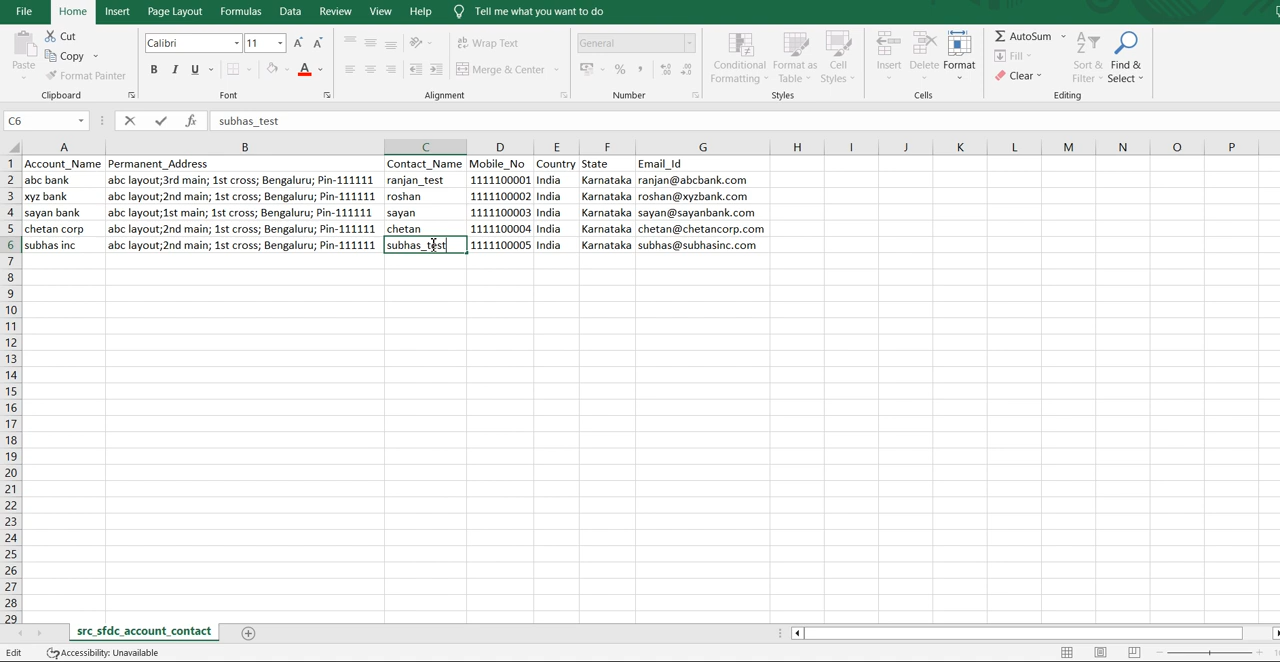 File Home Insert Page Layout Formulas Data Review View Help Tell me what you want to do
Paste Cut Copy Format Painter Clipboard
Calibri 11 A A B I U A Font
ab Wrap Text Merge & Center Alignment
General % , Number
Conditional Formatting Format as Table Cell Styles Styles
Insert Delete Format Cells
AutoSum Fill Clear Sort & Filter Find & Select Editing
C6 fx subhas_test
A B C D E F G H I J K L M N O P
1 Account_Name Permanent_Address Contact_Name Mobile_No Country State Email_Id
2 abc bank abc layout;3rd main; 1st cross; Bengaluru; Pin-111111 ranjan_test 1111100001 India Karnataka ranjan@abcbank.com
3 xyz bank abc layout;2nd main; 1st cross; Bengaluru; Pin-111111 roshan 1111100002 India Karnataka roshan@xyzbank.com
4 sayan bank abc layout;1st main; 1st cross; Bengaluru; Pin-111111 sayan 1111100003 India Karnataka sayan@sayanbank.com
5 chetan corp abc layout;2nd main; 1st cross; Bengaluru; Pin-111111 chetan 1111100004 India Karnataka chetan@chetancorp.com
6 subhas inc abc layout;2nd main; 1st cross; Bengaluru; Pin-111111 subhas_test 1111100005 India Karnataka subhas@subhasinc.com
7
8
9
10
11
12
13
14
15
16
17
18
19
20
21
22
23
24
25
26
27
28
29
src_sfdc_account_contact
Edit Accessibility: Unavailable